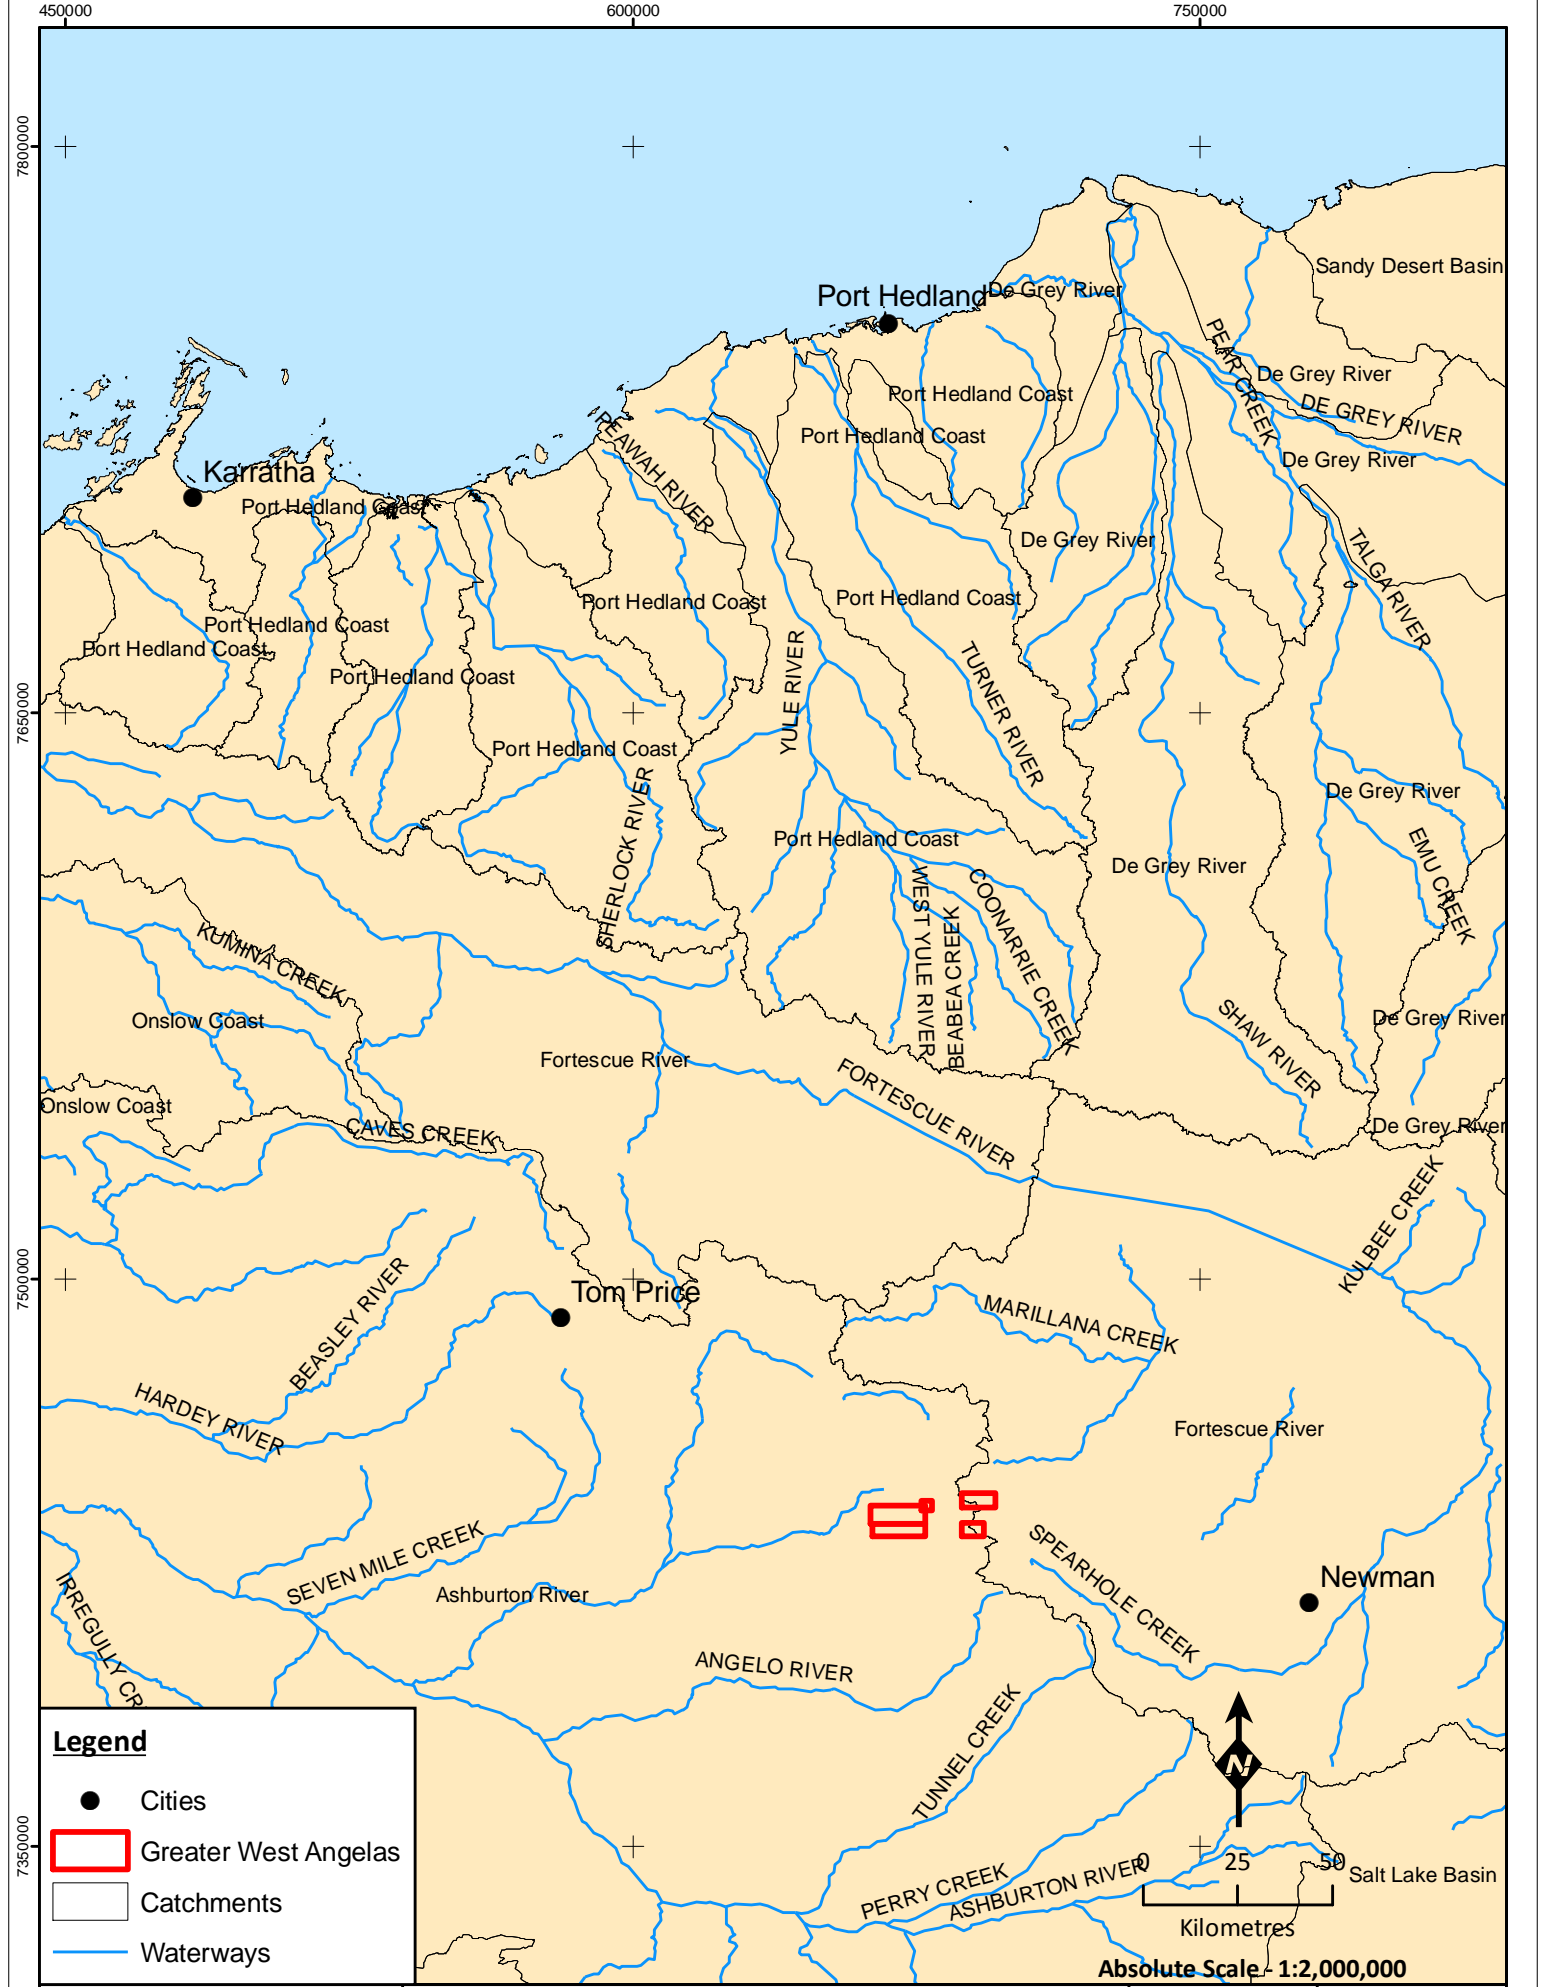 450000
600000
750000
7800000
Sandy Desert Basin
Port Hedland
De Grey River
PEAR CREEK
De Grey River
Port Hedland Coast
DE GREY RIVER
PEAWAH RIVER
Port Hedland Coast
De Grey River
Karratha
Port Hedland Coast
De Grey River
TALGA RIVER
Port Hedland Coast
Port Hedland Coast
Port Hedland Coast
Port Hedland Coast
Port Hedland Coast
7650000
YULE RIVER
TURNER RIVER
Port Hedland Coast
De Grey River
SHERLOCK RIVER
Port Hedland Coast
De Grey River
EMU CREEK
WEST YUILE RIVER
BEABEA CREEK
COONARRIE CREEK
KUMINA CREEK
Onslow Coast
De Grey River
SHAW RIVER
Fortescue River
FORTESCUE RIVER
Onslow Coast
CAVES CREEK
De Grey River
KULBEE CREEK
7500000
Tom Price
BEASLEY RIVER
MARILLANA CREEK
HARDEY RIVER
Fortescue River
SEVEN MILE CREEK
SPEARHOLE CREEK
Newman
IRREGULLY CR
Ashburton River
ANGELO RIVER
TUNNEL CREEK
N
7350000
Legend
Cities
Greater West Angelas
Catchments
Waterways
PERRY CREEK
ASHBURTON RIVER
0 25 50
Salt Lake Basin
Kilometres
Absolute Scale - 1:2,000,000